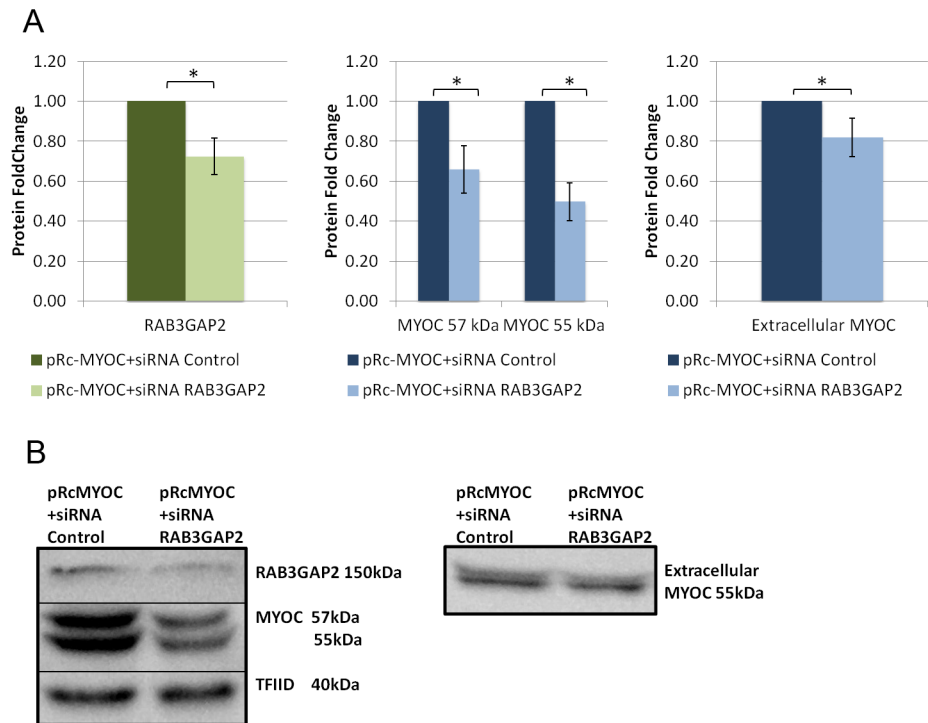 A
Protein FoldChange
1.20
1.00
0.80
0.60
0.40
0.20
0.00
*
RAB3GAP2
pRc-MYOC+siRNA Control
pRc-MYOC+siRNA RAB3GAP2
Protein Fold Change
1.20
1.00
0.80
0.60
0.40
0.20
0.00
*
*
MYOC 57 kDa MYOC 55 kDa
pRc-MYOC+siRNA Control
pRc-MYOC+siRNA RAB3GAP2
Protein Fold Change
1.20
1.00
0.80
0.60
0.40
0.20
0.00
*
Extracellular MYOC
pRc-MYOC+siRNA Control
pRc-MYOC+siRNA RAB3GAP2
B
pRcMYOC
+siRNA
Control
pRcMYOC
+siRNA
RAB3GAP2
RAB3GAP2 150kDa
MYOC 57kDa
55kDa
TFIID 40kDa
pRcMYOC
+siRNA
Control
pRcMYOC
+siRNA
RAB3GAP2
Extracellular
MYOC 55kDa